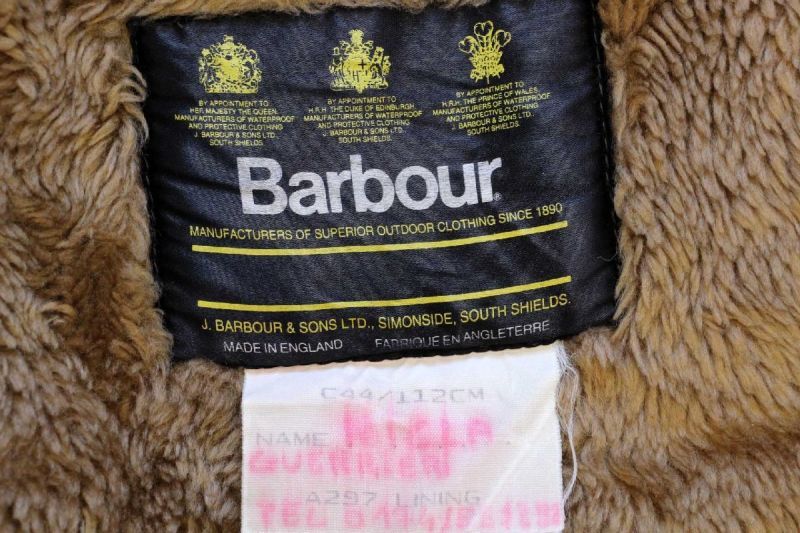 BY APPOINTMENT TO
HER MAJESTY THE QUEEN.
MANUFACTURERS OF WATERPROOF
AND PROTECTIVE CLOTHING
J. BARBOUR & SONS LTD.
SOUTH SHIELDS.
BY APPOINTMENT TO
H.R.H. THE DUKE OF EDINBURGH
MANUFACTURERS OF WATERPROOF
AND PROTECTIVE CLOTHING
J. BARBOUR & SONS LTD.
SOUTH SHIELDS.
BY APPOINTMENT TO
H.R.H. THE PRINCE OF WALES.
MANUFACTURERS OF WATERPROOF
AND PROTECTIVE CLOTHING
J. BARBOUR & SONS LTD.
SOUTH SHIELDS.
Barbour®
MANUFACTURERS OF SUPERIOR OUTDOOR CLOTHING SINCE 1890
J. BARBOUR & SONS LTD., SIMONSIDE, SOUTH SHIELDS.
MADE IN ENGLAND FABRIQUE EN ANGLETERRE
C44/112CM
NAME
A297 LINING
TEL